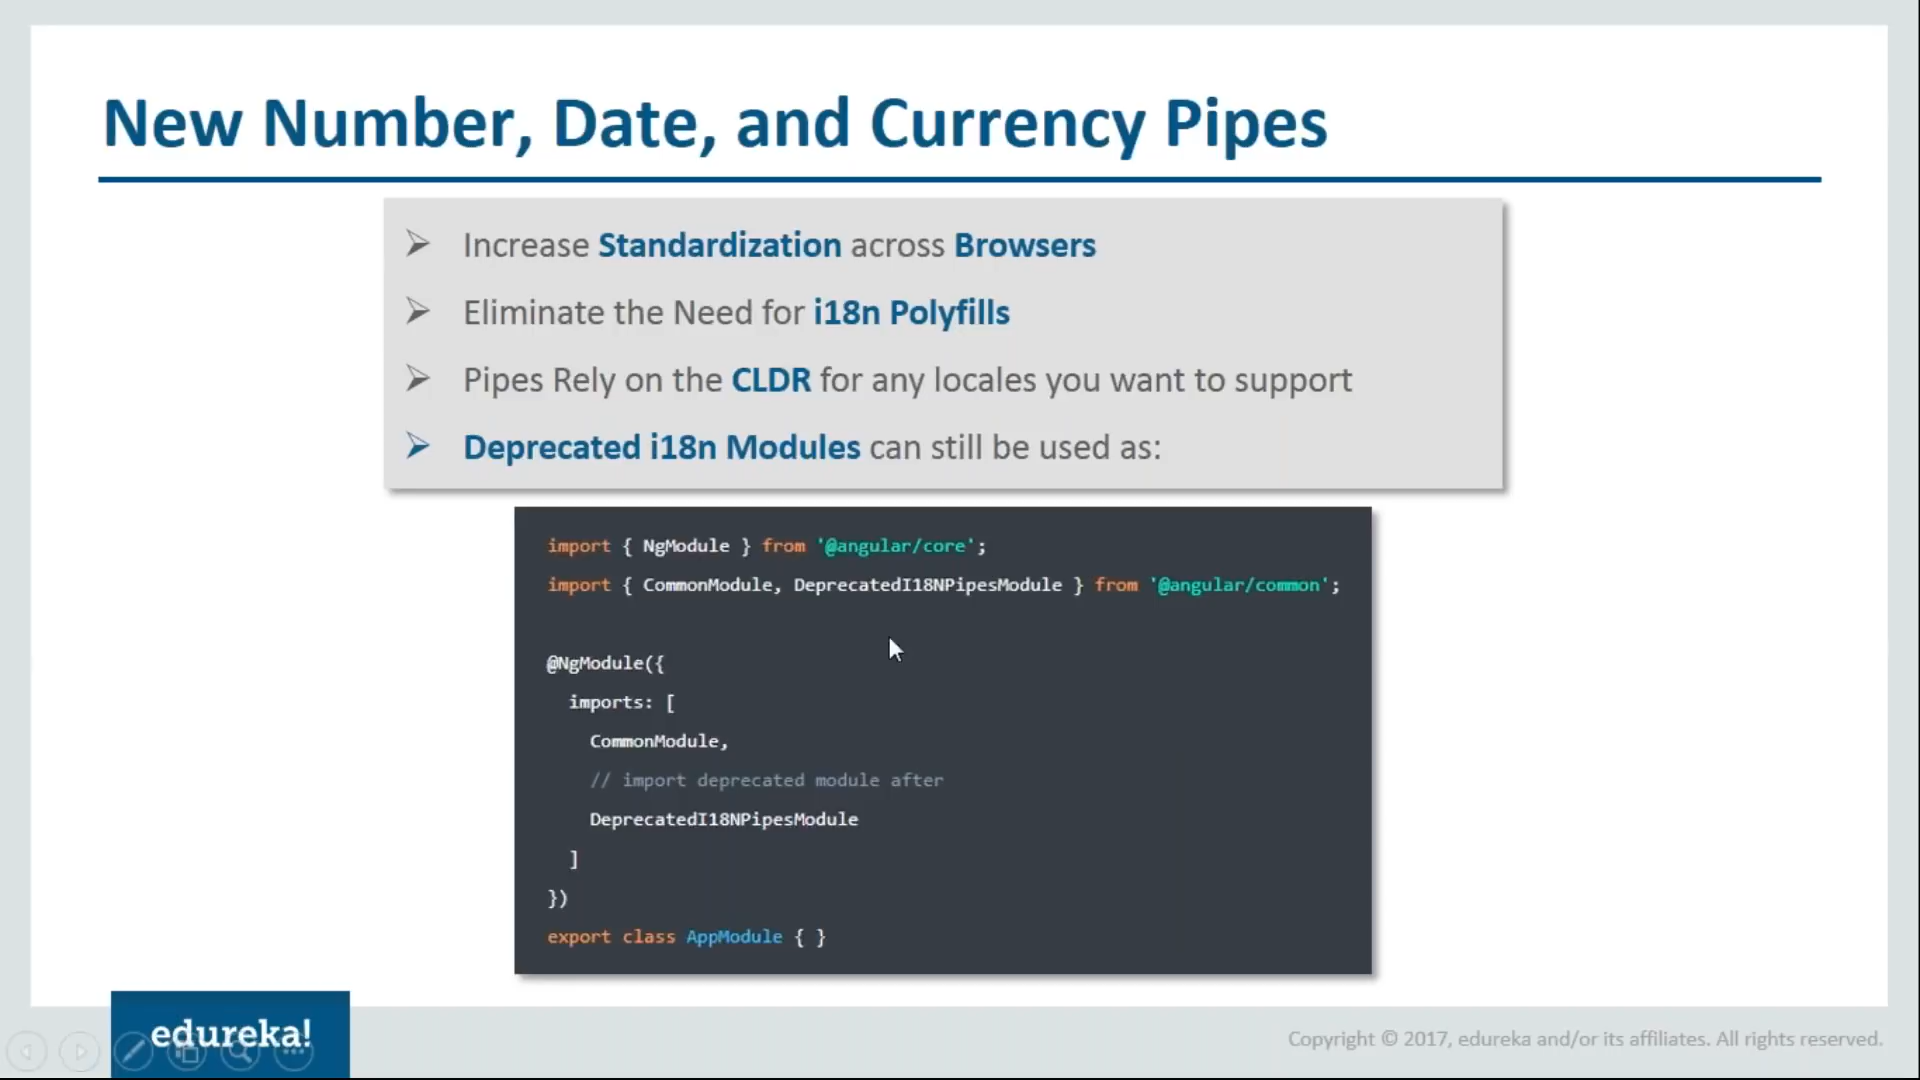 New Number, Date, and Currency Pipes
Increase Standardization across Browsers
Eliminate the Need for i18n Polyfills
Pipes Rely on the CLDR for any locales you want to support
Deprecated i18n Modules can still be used as:
import { NgModule } from '@angular/core';
import { CommonModule, DeprecatedI18NPipesModule } from '@angular/common';
@NgModule({
imports: [
CommonModule,
// import deprecated module after
DeprecatedI18NPipesModule
]
})
export class AppModule { }
edureka!
Copyright © 2017, edureka and/or its affiliates. All rights reserved.